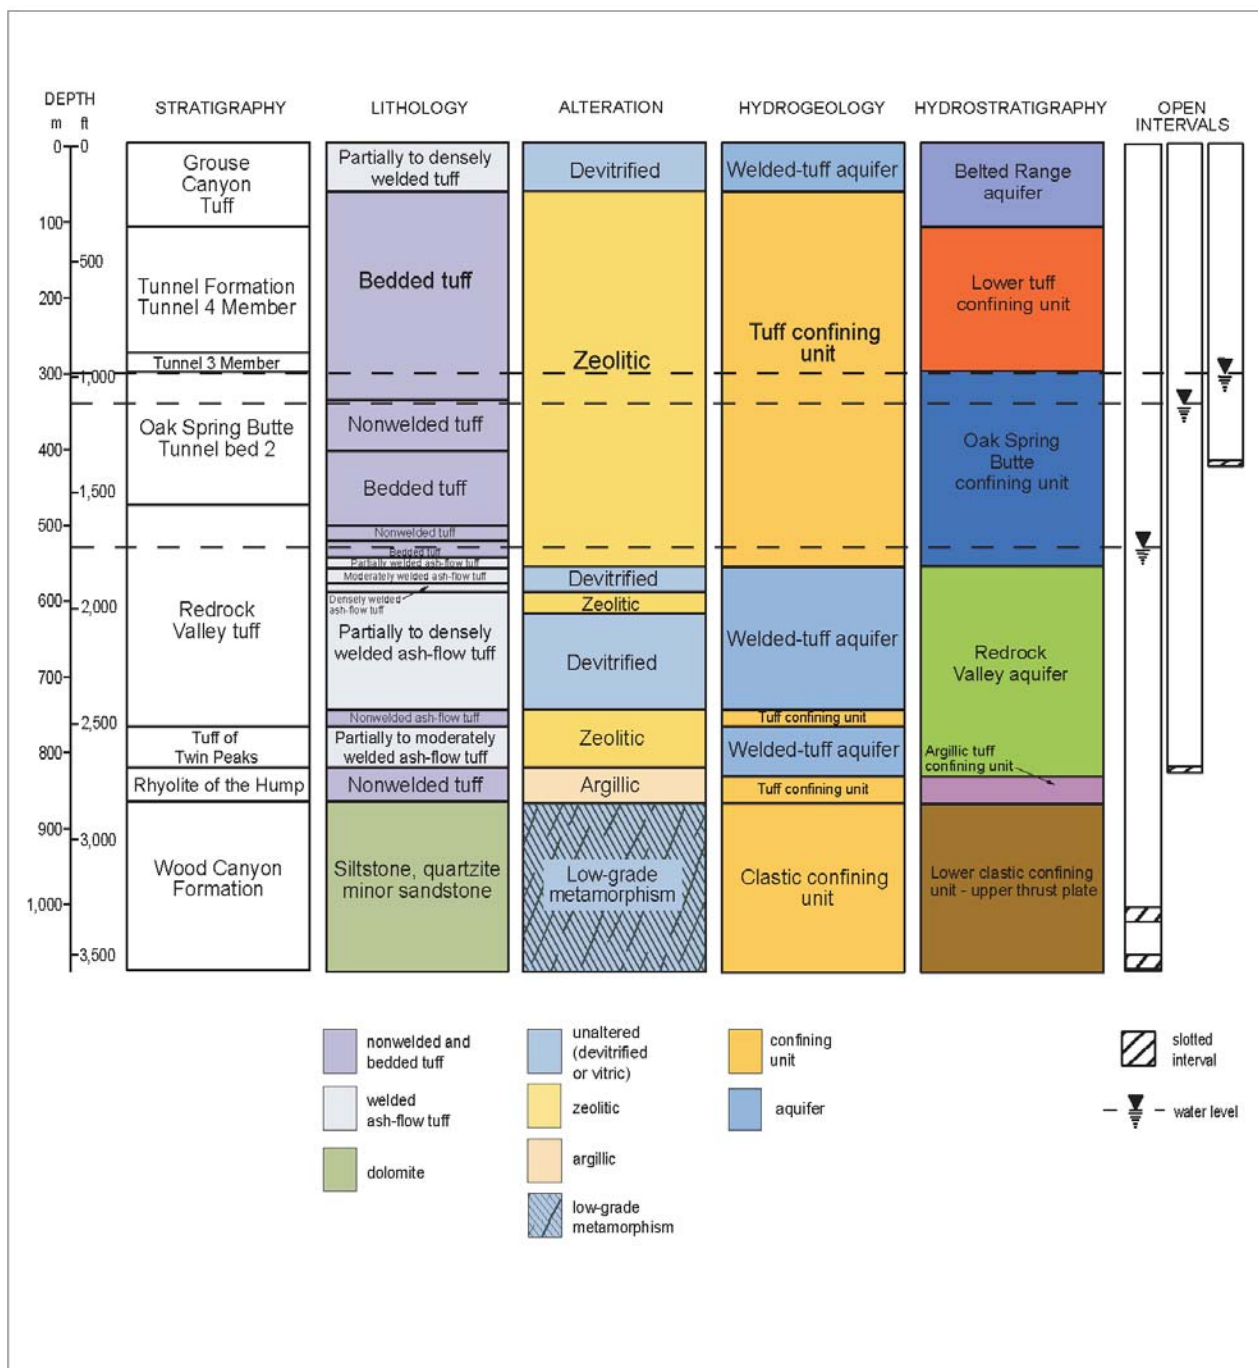 DEPTH
m ft
STRATIGRAPHY
LITHOLOGY
ALTERATION
HYDROGEOLOGY
HYDROSTRATIGRAPHY
OPEN
INTERVALS
0
100
200
300
400
500
600
700
800
900
1,000
0
500
1,000
1,500
2,000
2,500
3,000
3,500
Grouse
Canyon
Tuff
Tunnel Formation
Tunnel 4 Member
Tunnel 3 Member
Oak Spring Butte
Tunnel bed 2
Redrock
Valley tuff
Tuff of
Twin Peaks
Rhyolite of the Hump
Wood Canyon
Formation
Partially to densely
welded tuff
Bedded tuff
Nonwelded tuff
Bedded tuff
Nonwelded tuff
Bedded tuff
Partially welded ash-flow tuff
Moderately welded ash-flow tuff
Densely welded
ash-flow tuff
Partially to densely
welded ash-flow tuff
Nonwelded ash-flow tuff
Partially to moderately
welded ash-flow tuff
Nonwelded tuff
Siltstone, quartzite
minor sandstone
Devitrified
Zeolitic
Devitrified
Zeolitic
Devitrified
Zeolitic
Argillic
Low-grade
metamorphism
Welded-tuff aquifer
Tuff confining
unit
Welded-tuff aquifer
Tuff confining unit
Welded-tuff aquifer
Tuff confining unit
Clastic confining
unit
Belted Range
aquifer
Lower tuff
confining unit
Oak Spring
Butte
confining unit
Redrock
Valley aquifer
Argillic tuff
confining unit
Lower clastic confining
unit - upper thrust plate
nonwelded and
bedded tuff
welded
ash-flow tuff
dolomite
unaltered
(devitrified
or vitric)
zeolitic
argillic
low-grade
metamorphism
confining
unit
aquifer
slotted
interval
water level